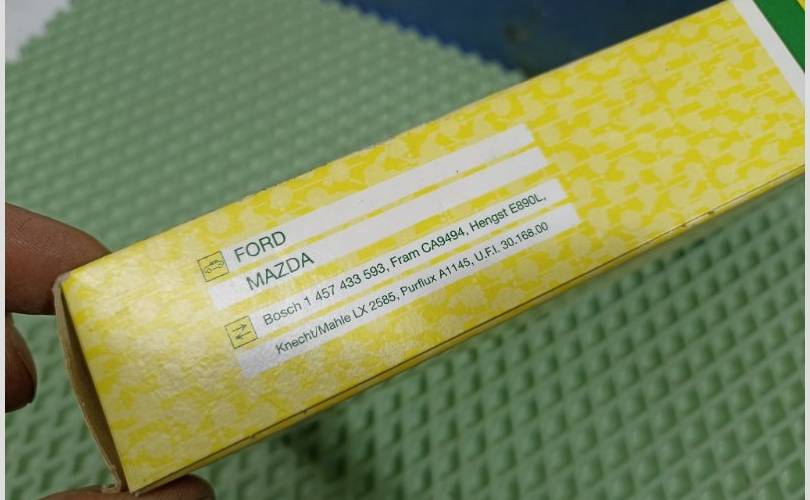 FORD
MAZDA
Bosch 1 457 433 593, Fram CA9494, Hengst E890L,
Knecht/Mahle LX 2585, Purflux A1145, U.F.I. 30.168.00